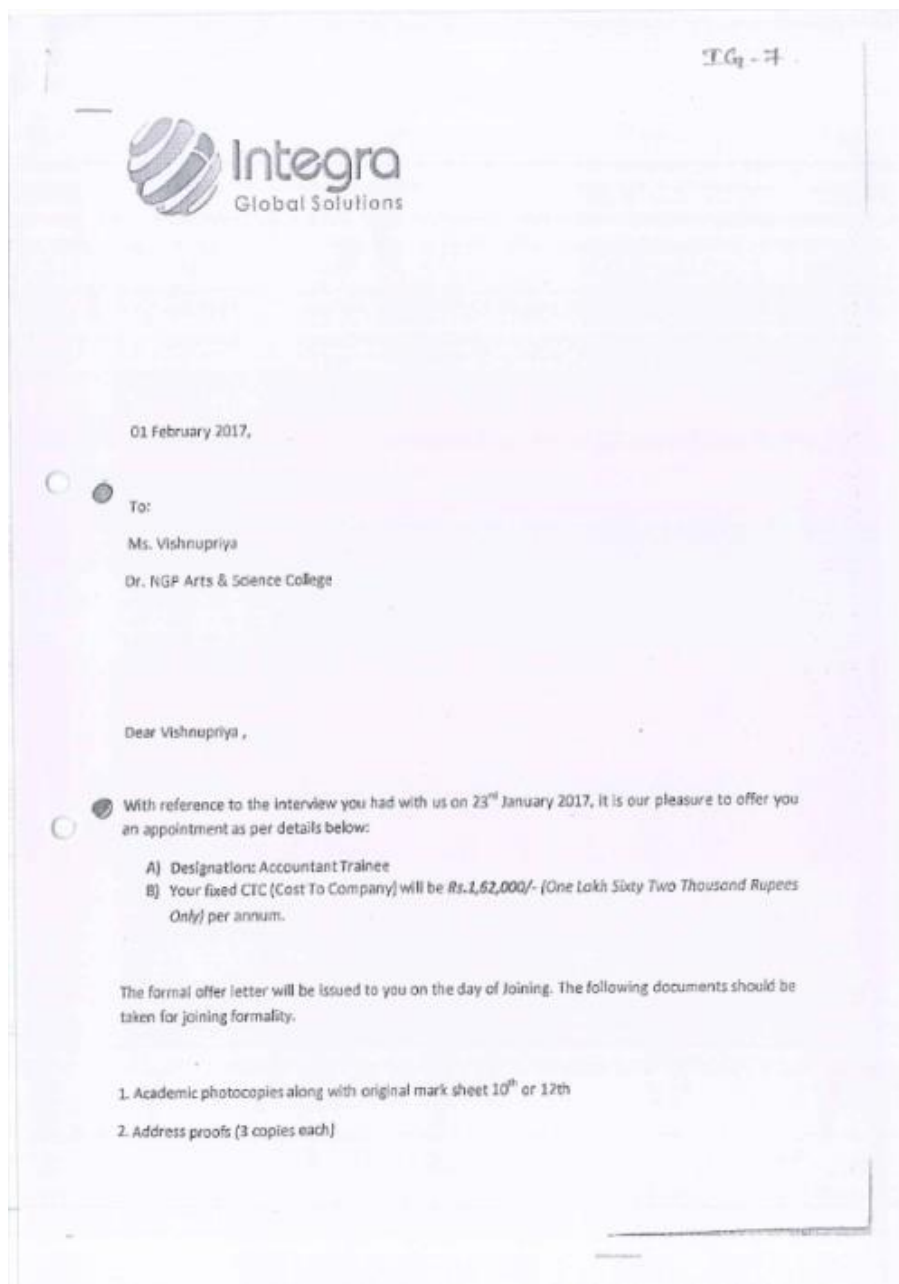 IG - 7
Integra
Global Solutions
01 February 2017,
To:
Ms. Vishnupriya
Dr. NGP Arts & Science College
Dear Vishnupriya ,
With reference to the interview you had with us on 23rd January 2017, it is our pleasure to offer you
an appointment as per details below:
A) Designation: Accountant Trainee
B) Your fixed CTC (Cost To Company) will be Rs.1,62,000/- (One Lakh Sixty Two Thousand Rupees
Only) per annum.
The formal offer letter will be issued to you on the day of Joining. The following documents should be
taken for joining formality.
1. Academic photocopies along with original mark sheet 10th or 12th
2. Address proofs (3 copies each)